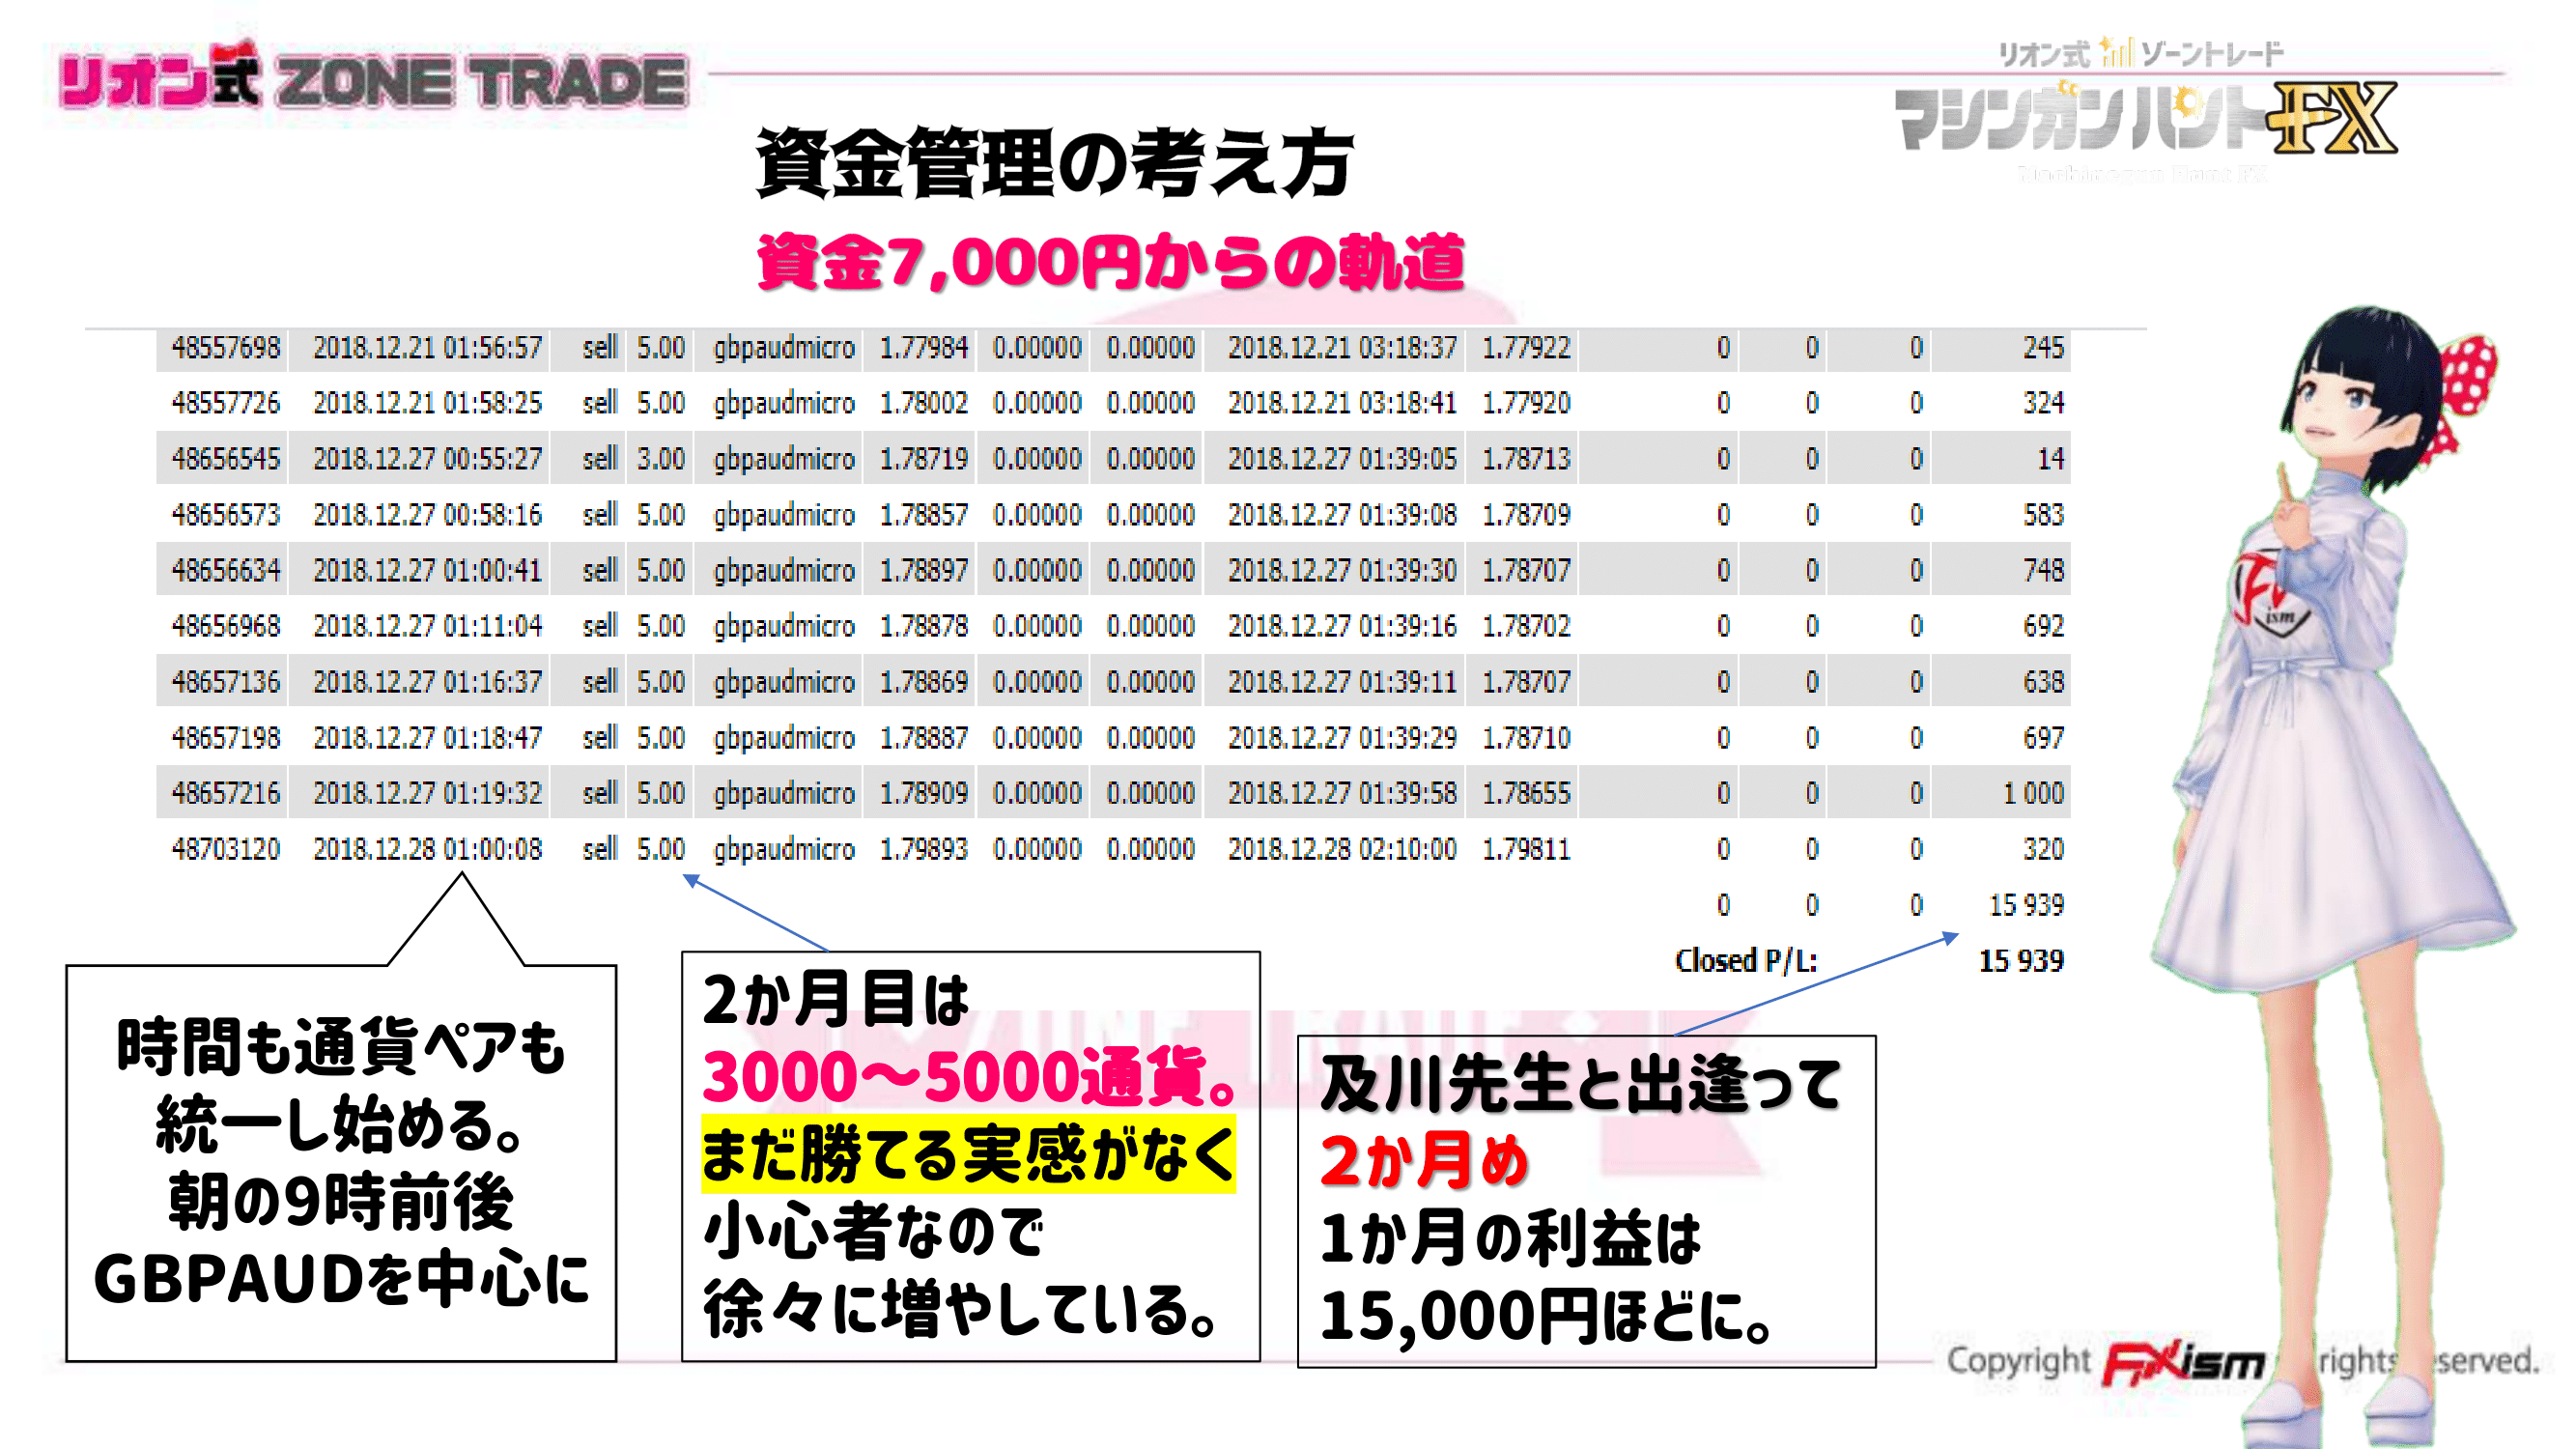 リオン式 ZONE TRADE
リオン式 ゾーントレード
マシンガンハントFX
資金管理の考え方
資金7,000円からの軌道
48557698 2018.12.21 01:56:57 sell 5.00 gbpaudmicro 1.77984 0.00000 0.00000 2018.12.21 03:18:37 1.77922 0 0 0 245
48557726 2018.12.21 01:58:25 sell 5.00 gbpaudmicro 1.78002 0.00000 0.00000 2018.12.21 03:18:41 1.77920 0 0 0 324
48656545 2018.12.27 00:55:27 sell 3.00 gbpaudmicro 1.78719 0.00000 0.00000 2018.12.27 01:39:05 1.78713 0 0 0 14
48656573 2018.12.27 00:58:16 sell 5.00 gbpaudmicro 1.78857 0.00000 0.00000 2018.12.27 01:39:08 1.78709 0 0 0 583
48656634 2018.12.27 01:00:41 sell 5.00 gbpaudmicro 1.78897 0.00000 0.00000 2018.12.27 01:39:30 1.78707 0 0 0 748
48656968 2018.12.27 01:11:04 sell 5.00 gbpaudmicro 1.78878 0.00000 0.00000 2018.12.27 01:39:16 1.78702 0 0 0 692
48657136 2018.12.27 01:16:37 sell 5.00 gbpaudmicro 1.78869 0.00000 0.00000 2018.12.27 01:39:11 1.78707 0 0 0 638
48657198 2018.12.27 01:18:47 sell 5.00 gbpaudmicro 1.78887 0.00000 0.00000 2018.12.27 01:39:29 1.78710 0 0 0 697
48657216 2018.12.27 01:19:32 sell 5.00 gbpaudmicro 1.78909 0.00000 0.00000 2018.12.27 01:39:58 1.78655 0 0 0 1 000
48703120 2018.12.28 01:00:08 sell 5.00 gbpaudmicro 1.79893 0.00000 0.00000 2018.12.28 02:10:00 1.79811 0 0 0 320
0 0 0 15 939
Closed P/L: 15 939
時間も通貨ペアも
統一し始める。
朝の9時前後
GBPAUDを中心に
2か月目は
3000～5000通貨。
まだ勝てる実感がなく
小心者なので
徐々に増やしている。
及川先生と出逢って
2か月め
1か月の利益は
15,000円ほどに。
Copyright FXism rights served.